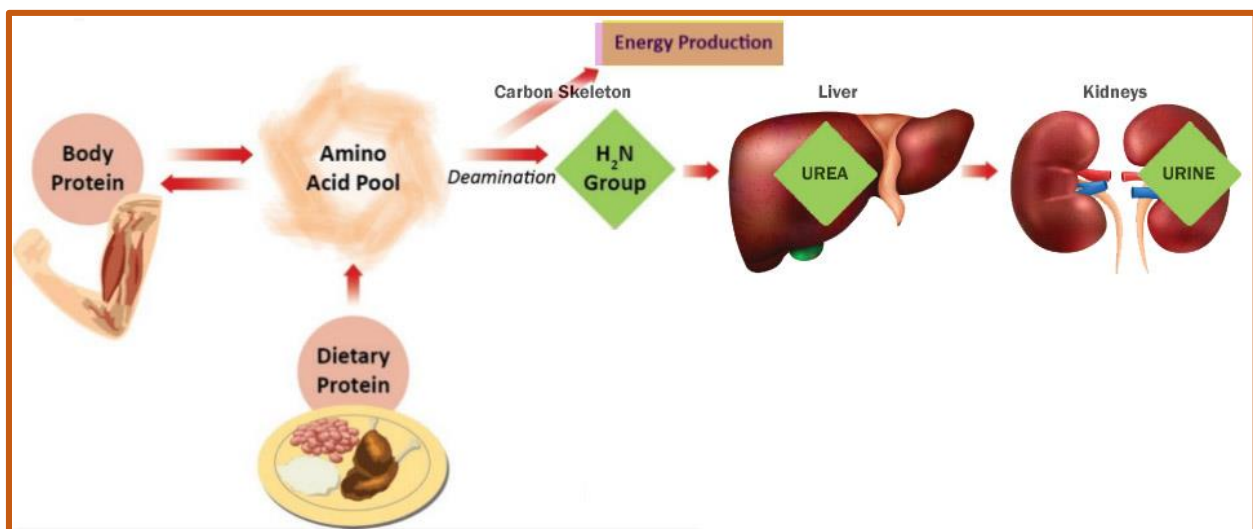 Energy Production
Carbon Skeleton
Liver
Kidneys
Body
Protein
Amino
Acid Pool
Deamination
H₂N
Group
UREA
URINE
Dietary
Protein